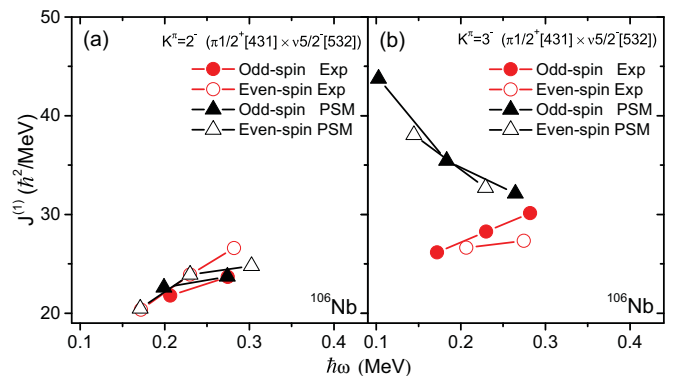 (a)
K^π=2^- (π1/2^+[431] × ν5/2^-[532])
Odd-spin Exp
Even-spin Exp
Odd-spin PSM
Even-spin PSM
106Nb
(b)
K^π=3^- (π1/2^+[431] × ν5/2^-[532])
Odd-spin Exp
Even-spin Exp
Odd-spin PSM
Even-spin PSM
106Nb
50
40
30
20
J^(1) (ħ^2/MeV)
0.1 0.2 0.3 0.4 0.1 0.2 0.3 0.4
ħω (MeV)